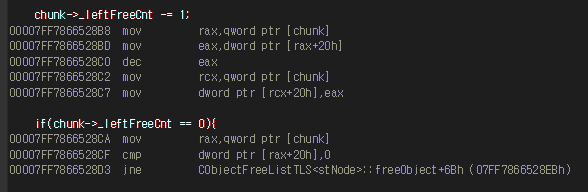 chunk->_leftFreeCnt -= 1;
00007FF7866528B8 mov rax,qword ptr [chunk]
00007FF7866528BD mov eax,dword ptr [rax+20h]
00007FF7866528C0 dec eax
00007FF7866528C2 mov rcx,qword ptr [chunk]
00007FF7866528C7 mov dword ptr [rcx+20h],eax
if(chunk->_leftFreeCnt == 0){
00007FF7866528CA mov rax,qword ptr [chunk]
00007FF7866528CF cmp dword ptr [rax+20h],0
00007FF7866528D3 jne CObjectFreeListTLS<stNode>::freeObject+6Bh (07FF7866528EBh)